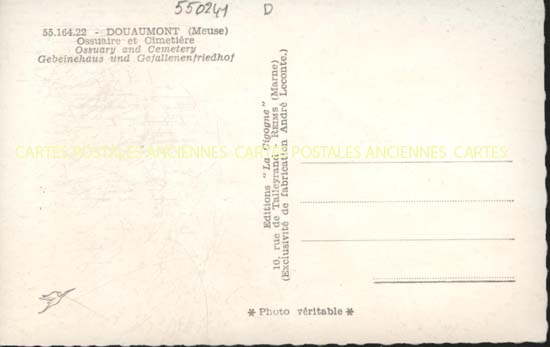 550241 D
55.164.22 - DOUAUMONT (Meuse)
Ossuaire et Cimetière
Ossuary and Cemetery
Gebeinehaus und Gefallenenfriedhof
CARTES POSTALES ANCIENNES CARTES POSTALES ANCIENNES CARTES
Editions "La Cigogne"
10, rue de Talleyrand - REIMS (Marne)
(Exclusivité de fabrication André Leconte.)
* Photo véritable *